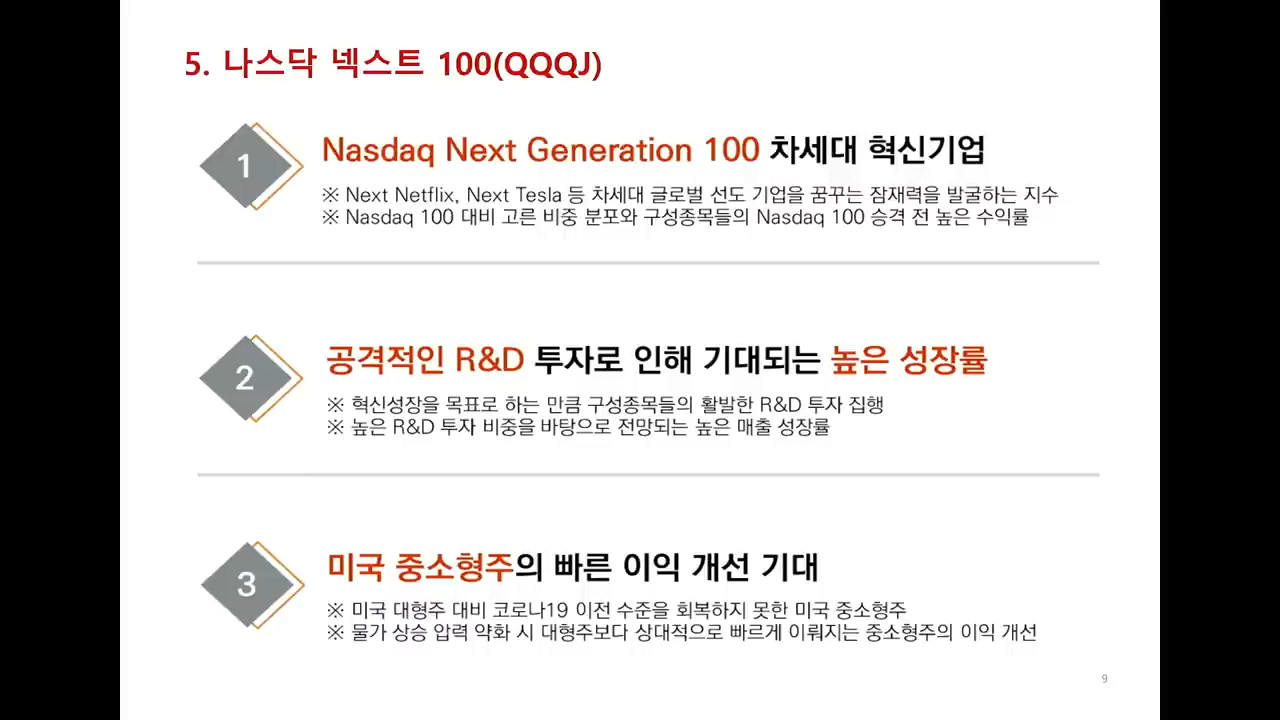 5. 나스닥 넥스트 100(QQQJ)
1
Nasdaq Next Generation 100 차세대 혁신기업
※ Next Netflix, Next Tesla 등 차세대 글로벌 선도 기업을 꿈꾸는 잠재력을 발굴하는 지수
※ Nasdaq 100 대비 고른 비중 분포와 구성종목들의 Nasdaq 100 승격 전 높은 수익률
2
공격적인 R&D 투자로 인해 기대되는 높은 성장률
※ 혁신성장을 목표로 하는 만큼 구성종목들의 활발한 R&D 투자 집행
※ 높은 R&D 투자 비중을 바탕으로 전망되는 높은 매출 성장률
3
미국 중소형주의 빠른 이익 개선 기대
※ 미국 대형주 대비 코로나19 이전 수준을 회복하지 못한 미국 중소형주
※ 물가 상승 압력 약화 시 대형주보다 상대적으로 빠르게 이뤄지는 중소형주의 이익 개선
9